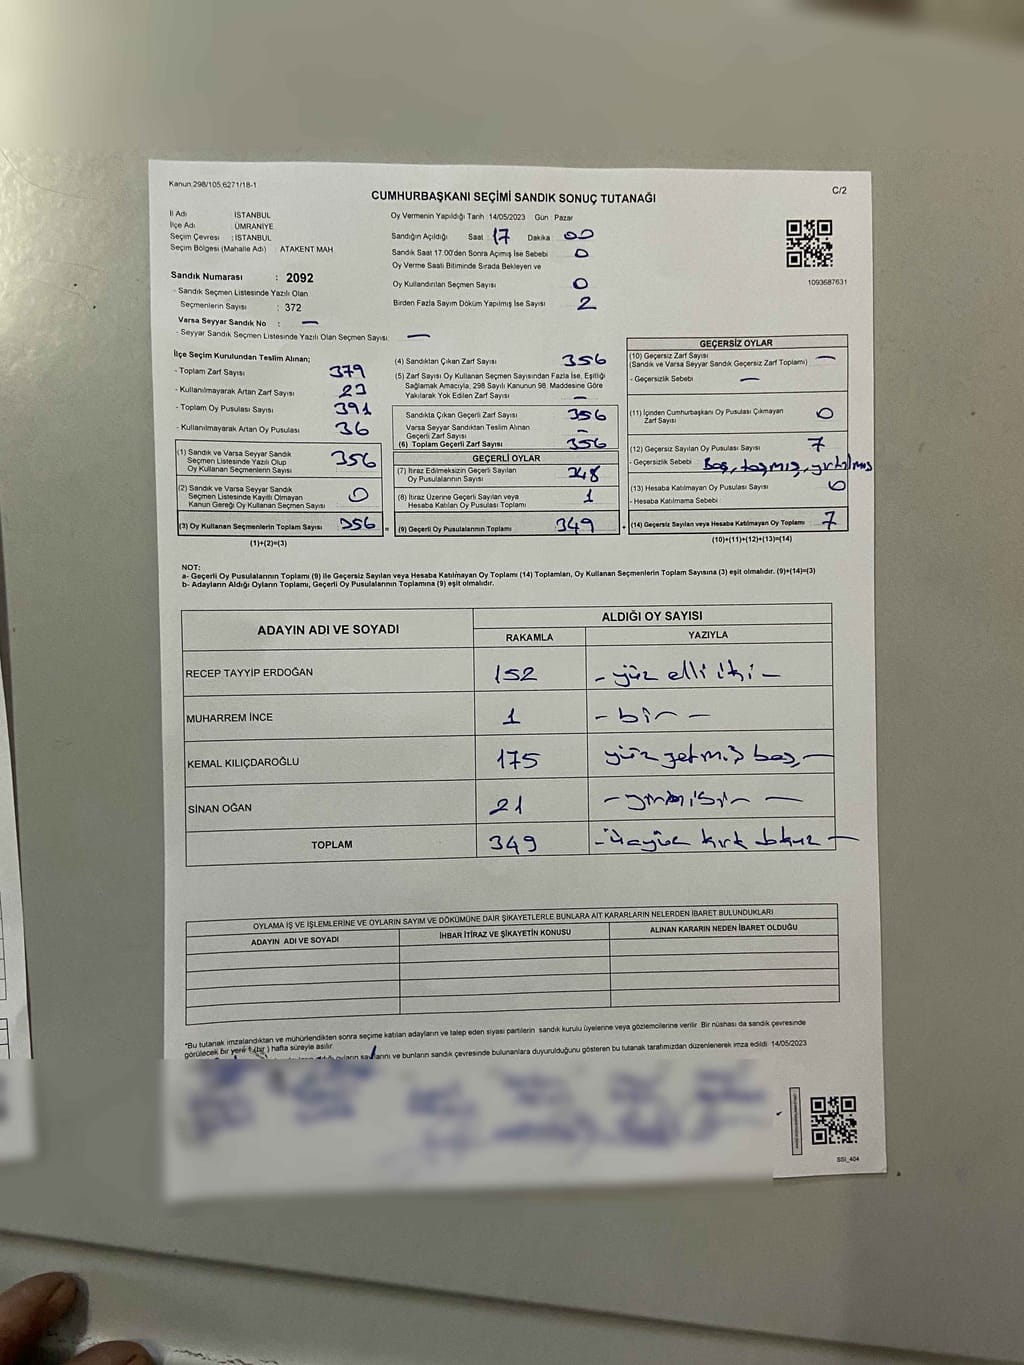 Kanun.298/105.6271/18-1
C/2
CUMHURBAŞKANI SEÇİMİ SANDIK SONUÇ TUTANAĞI
İl Adı : İSTANBUL
İlçe Adı : ÜMRANİYE
Seçim Çevresi : İSTANBUL
Seçim Bölgesi (Mahalle Adı) : ATAKENT MAH
Sandık Numarası : 2092
- Sandık Seçmen Listesinde Yazılı Olan
Seçmenlerin Sayısı : 372
Varsa Seyyar Sandık No : —
- Seyyar Sandık Seçmen Listesinde Yazılı Olan Seçmen Sayısı: —
Oy Vermenin Yapıldığı Tarih :14/05/2023 Gün : Pazar
Sandığın Açıldığı Saat 17 Dakika 00
Sandık Saat 17:00'den Sonra Açılmış İse Sebebi 0
Oy Verme Saati Bitiminde Sırada Bekleyen ve
Oy Kullandırılan Seçmen Sayısı 0
Birden Fazla Sayım Döküm Yapılmış İse Sayısı 2
1093687631
İlçe Seçim Kurulundan Teslim Alınan;
- Toplam Zarf Sayısı 379
- Kullanılmayarak Artan Zarf Sayısı 23
- Toplam Oy Pusulası Sayısı 391
- Kullanılmayarak Artan Oy Pusulası 36
(1) Sandık ve Varsa Seyyar Sandık
Seçmen Listesinde Yazılı Olup
Oy Kullanan Seçmenlerin Sayısı 356
(2) Sandık ve Varsa Seyyar Sandık
Seçmen Listesinde Kayıtlı Olmayan
Kanun Gereği Oy Kullanan Seçmen Sayısı 0
(3) Oy Kullanan Seçmenlerin Toplam Sayısı 356 =
(1)+(2)=(3)
(4) Sandıktan Çıkan Zarf Sayısı 356
(5) Zarf Sayısı Oy Kullanan Seçmen Sayısından Fazla İse, Eşitliği
Sağlamak Amacıyla, 298 Sayılı Kanunun 98. Maddesine Göre
Yakılarak Yok Edilen Zarf Sayısı —
Sandıkta Çıkan Geçerli Zarf Sayısı 356
Varsa Seyyar Sandıktan Teslim Alınan
Geçerli Zarf Sayısı —
(6) Toplam Geçerli Zarf Sayısı 356
GEÇERLİ OYLAR
(7) İtiraz Edilmeksizin Geçerli Sayılan
Oy Pusulalarının Sayısı 348
(8) İtiraz Üzerine Geçerli Sayılan veya
Hesaba Katılan Oy Pusulası Toplamı 1
(9) Geçerli Oy Pusulalarının Toplamı 349 +
GEÇERSİZ OYLAR
(10) Geçersiz Zarf Sayısı —
(Sandık ve Varsa Seyyar Sandık Geçersiz Zarf Toplamı)
- Geçersizlik Sebebi —
(11) İçinden Cumhurbaşkanı Oy Pusulası Çıkmayan
Zarf Sayısı 0
(12) Geçersiz Sayılan Oy Pusulası Sayısı 7
- Geçersizlik Sebebi Boş, taşmış, yırtılmış
(13) Hesaba Katılmayan Oy Pusulası Sayısı 0
- Hesaba Katılmama Sebebi
(14) Geçersiz Sayılan veya Hesaba Katılmayan Oy Toplamı 7
(10)+(11)+(12)+(13)=(14)
NOT:
a- Geçerli Oy Pusulalarının Toplamı (9) ile Geçersiz Sayılan veya Hesaba Katılmayan Oy Toplamı (14) Toplamları, Oy Kullanan Seçmenlerin Toplam Sayısına (3) eşit olmalıdır. (9)+(14)=(3)
b- Adayların Aldığı Oyların Toplamı, Geçerli Oy Pusulalarının Toplamına (9) eşit olmalıdır.
ADAYIN ADI VE SOYADI
ALDIĞI OY SAYISI
RAKAMLA YAZIYLA
RECEP TAYYİP ERDOĞAN 152 - yüz elli iki -
MUHARREM İNCE 1 - bir -
KEMAL KILIÇDAROĞLU 175 yüz yetmiş beş -
SİNAN OĞAN 21 - yirmibir -
TOPLAM 349 - üçyüz kırk dokuz -
OYLAMA İŞ VE İŞLEMLERİNE VE OYLARIN SAYIM VE DÖKÜMÜNE DAİR ŞİKAYETLERLE BUNLARA AİT KARARLARIN NELERDEN İBARET BULUNDUKLARI
ADAYIN ADI VE SOYADI İHBAR İTİRAZ VE ŞİKAYETİN KONUSU ALINAN KARARIN NEDEN İBARET OLDUĞU
*Bu tutanak imzalandıktan ve mühürlendikten sonra seçime katılan adayların ve talep eden siyasi partilerin sandık kurulu üyelerine veya gözlemcilerine verilir. Bir nüshası da sandık çevresinde
görülecek bir yere 1 (bir ) hafta süreyle asılır.
oyların sayılarını ve bunların sandık çevresinde bulunanlara duyurulduğunu gösteren bu tutanak tarafımızdan düzenlenerek imza edildi. 14/05/2023
SSI_404